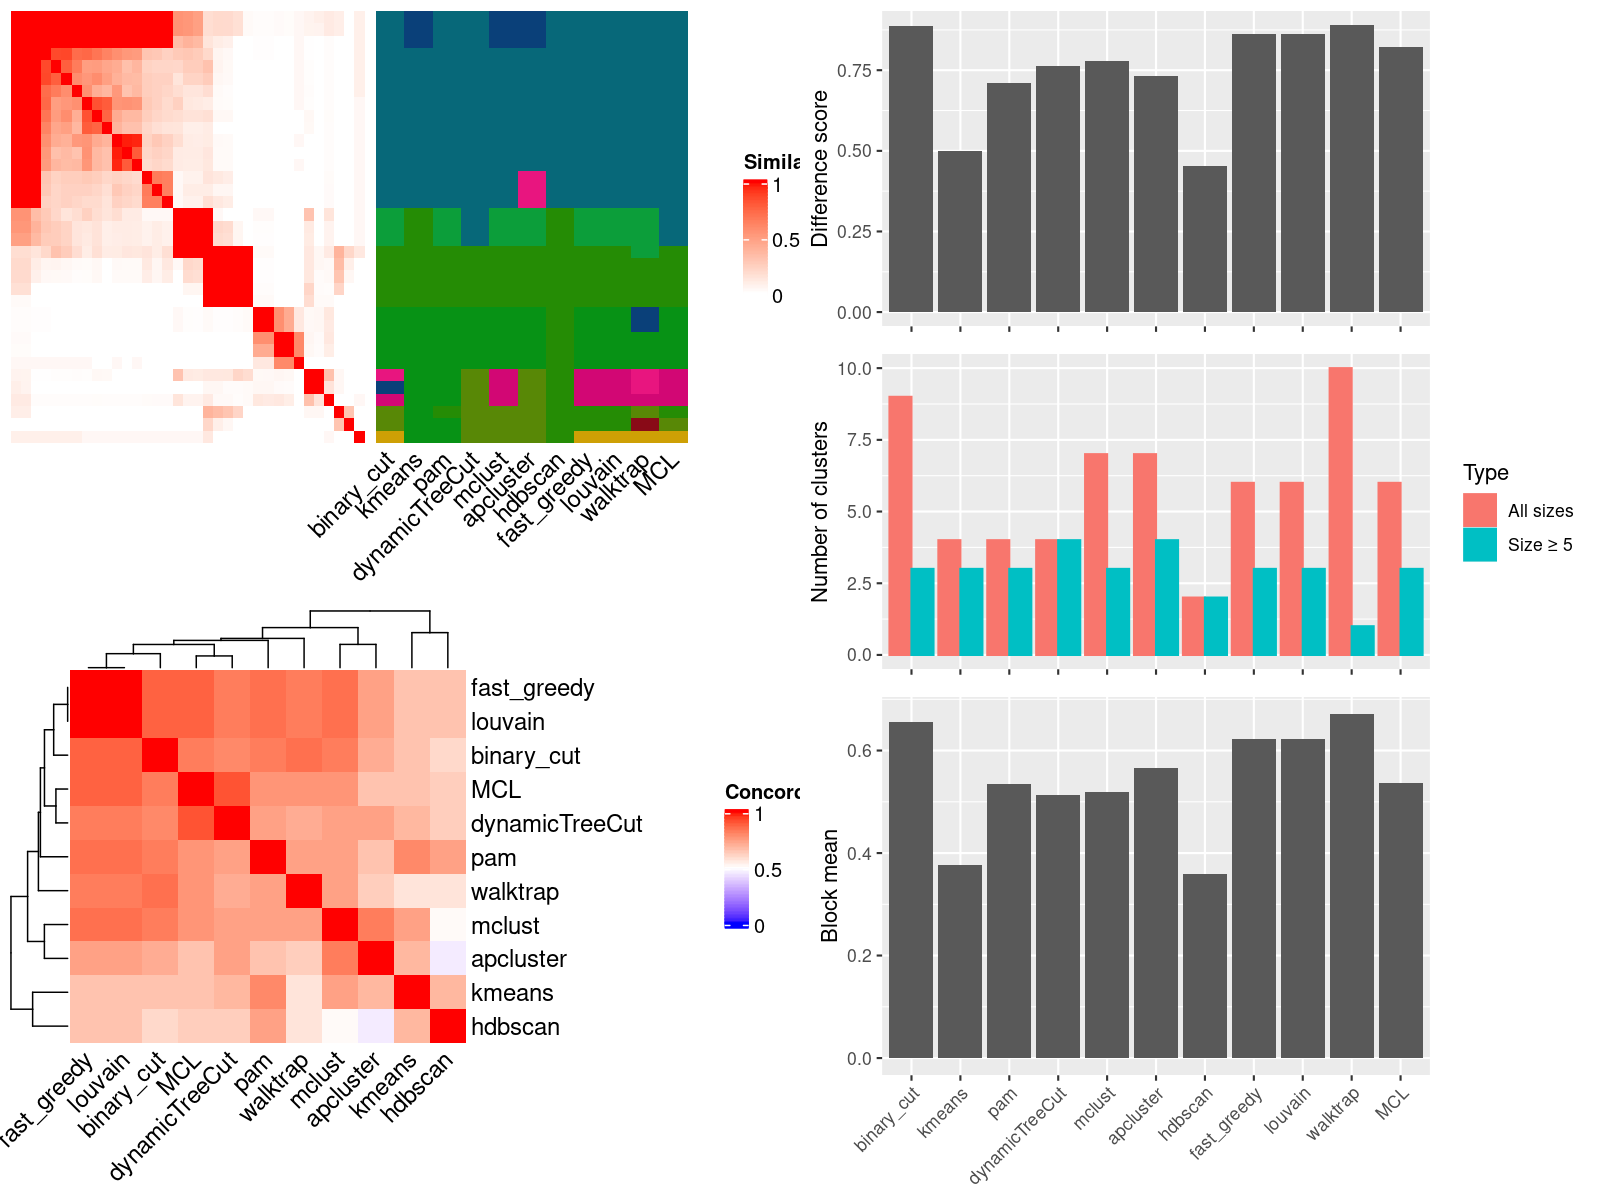 Simila
1
0.5
0
binary_cut
kmeans
pam
dynamicTreeCut
mclust
apcluster
hdbscan
fast_greedy
louvain
walktrap
MCL
fast_greedy
louvain
binary_cut
MCL
dynamicTreeCut
pam
walktrap
mclust
apcluster
kmeans
hdbscan
fast_greedy
louvain
binary_cut
MCL
dynamicTreeCut
pam
walktrap
mclust
apcluster
kmeans
hdbscan
Concord
1
0.5
0
Difference score
0.75
0.50
0.25
0.00
Number of clusters
10.0
7.5
5.0
2.5
0.0
Type
All sizes
Size ≥ 5
Block mean
0.6
0.4
0.2
0.0
binary_cut
kmeans
pam
dynamicTreeCut
mclust
apcluster
hdbscan
fast_greedy
louvain
walktrap
MCL